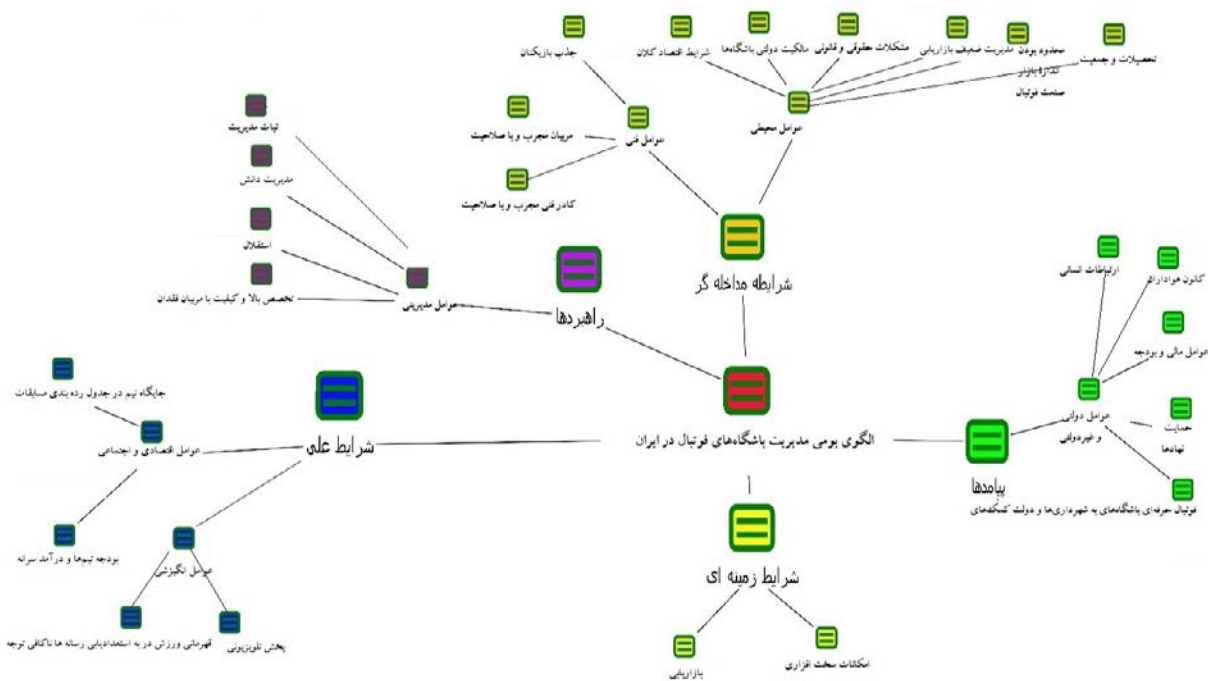 جذب بازیکنان
شرایط اقتصاد کلان
مالکیت دولتی باشگاه‌ها
مشکلات حقوقی و قانونی
مدیریت ضعیف بازاریابی
محدود بودن
اندازهٔ بازار
صنعت فوتبال
تحصیلات و جمعیت
عوامل محیطی
عوامل فنی
مربیان مجرب و با صلاحیت
کادر فنی مجرب و با صلاحیت
ثبات مدیریت
مدیریت دانش
استقلال
تخصص بالا و کیفیت با مربیان فقدان
عوامل مدیریتی
راهبردها
شرایطه مداخله گر
ارتباطات انسانی
کانون هواداران
عوامل مالی و بودجه
عوامل دولتی
و غیردولتی
حمایت
نهادها
فوتبال حرفه‌ای باشگاه‌های به شهرداری‌ها و دولت کمک‌های
پیامدها
الگوی بومی مدیریت باشگاه‌های فوتبال در ایران
شرایط علی
جایگاه تیم در جدول رده بندی مسابقات
عوامل اقتصادی و اجتماعی
بودجه تیم‌ها و درآمد سرانه
عوامل انگیزشی
قهرمانی ورزش در به استعدادیابی رسانه ها ناکافی توجه
پخش تلویزیونی
شرایط زمینه ای
بازاریابی
امکانات سخت افزاری